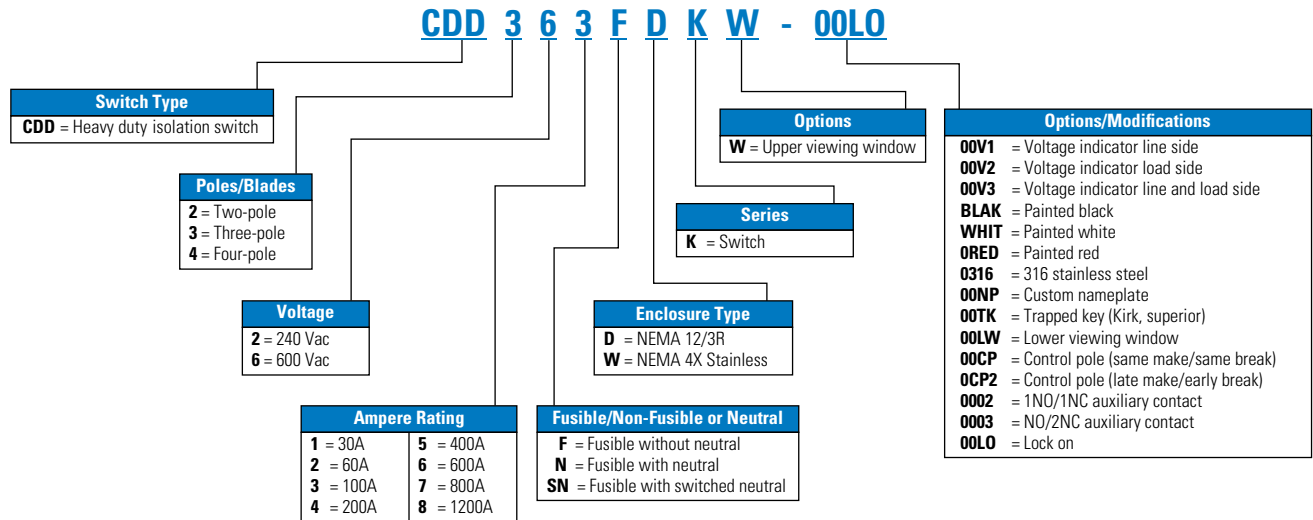 CDD 3 6 3 F D K W - 00LO
Switch Type
CDD = Heavy duty isolation switch
Poles/Blades
2 = Two-pole
3 = Three-pole
4 = Four-pole
Voltage
2 = 240 Vac
6 = 600 Vac
Ampere Rating
1 = 30A
2 = 60A
3 = 100A
4 = 200A
5 = 400A
6 = 600A
7 = 800A
8 = 1200A
Fusible/Non-Fusible or Neutral
F = Fusible without neutral
N = Fusible with neutral
SN = Fusible with switched neutral
Enclosure Type
D = NEMA 12/3R
W = NEMA 4X Stainless
Series
K = Switch
Options
W = Upper viewing window
Options/Modifications
00V1 = Voltage indicator line side
00V2 = Voltage indicator load side
00V3 = Voltage indicator line and load side
BLAK = Painted black
WHIT = Painted white
0RED = Painted red
0316 = 316 stainless steel
00NP = Custom nameplate
00TK = Trapped key (Kirk, superior)
00LW = Lower viewing window
00CP = Control pole (same make/same break)
0CP2 = Control pole (late make/early break)
0002 = 1NO/1NC auxiliary contact
0003 = NO/2NC auxiliary contact
00LO = Lock on